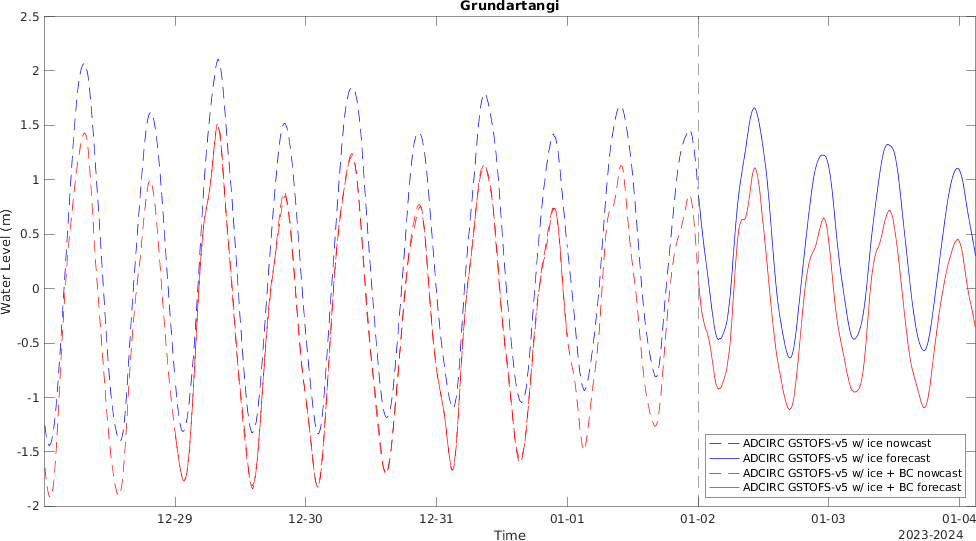 Grundartangi
2.5
2
1.5
1
0.5
0
-0.5
-1
-1.5
-2
Water Level (m)
12-29
12-30
12-31
01-01
01-02
01-03
01-04
Time
2023-2024
ADCIRC GSTOFS-v5 w/ ice nowcast
ADCIRC GSTOFS-v5 w/ ice forecast
ADCIRC GSTOFS-v5 w/ ice + BC nowcast
ADCIRC GSTOFS-v5 w/ ice + BC forecast